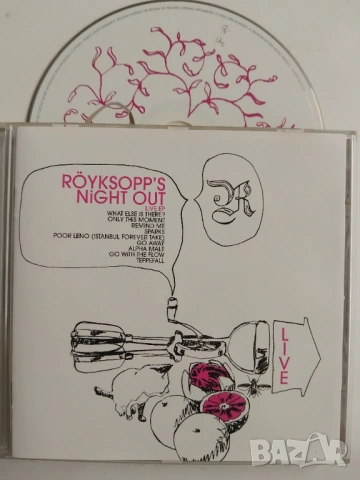 RÖYKSOPP'S
NiGHT OUT
LIVE EP
WHAT ELSE IS THERE?
ONLY THIS MOMENT
REMIND ME
SPARKS
POOR LENO (ISTANBUL FOREVER TAKE)
GO AWAY
ALPHA MALE
GO WITH THE FLOW
TEPPEFALL
R
LIVE
BAZAR